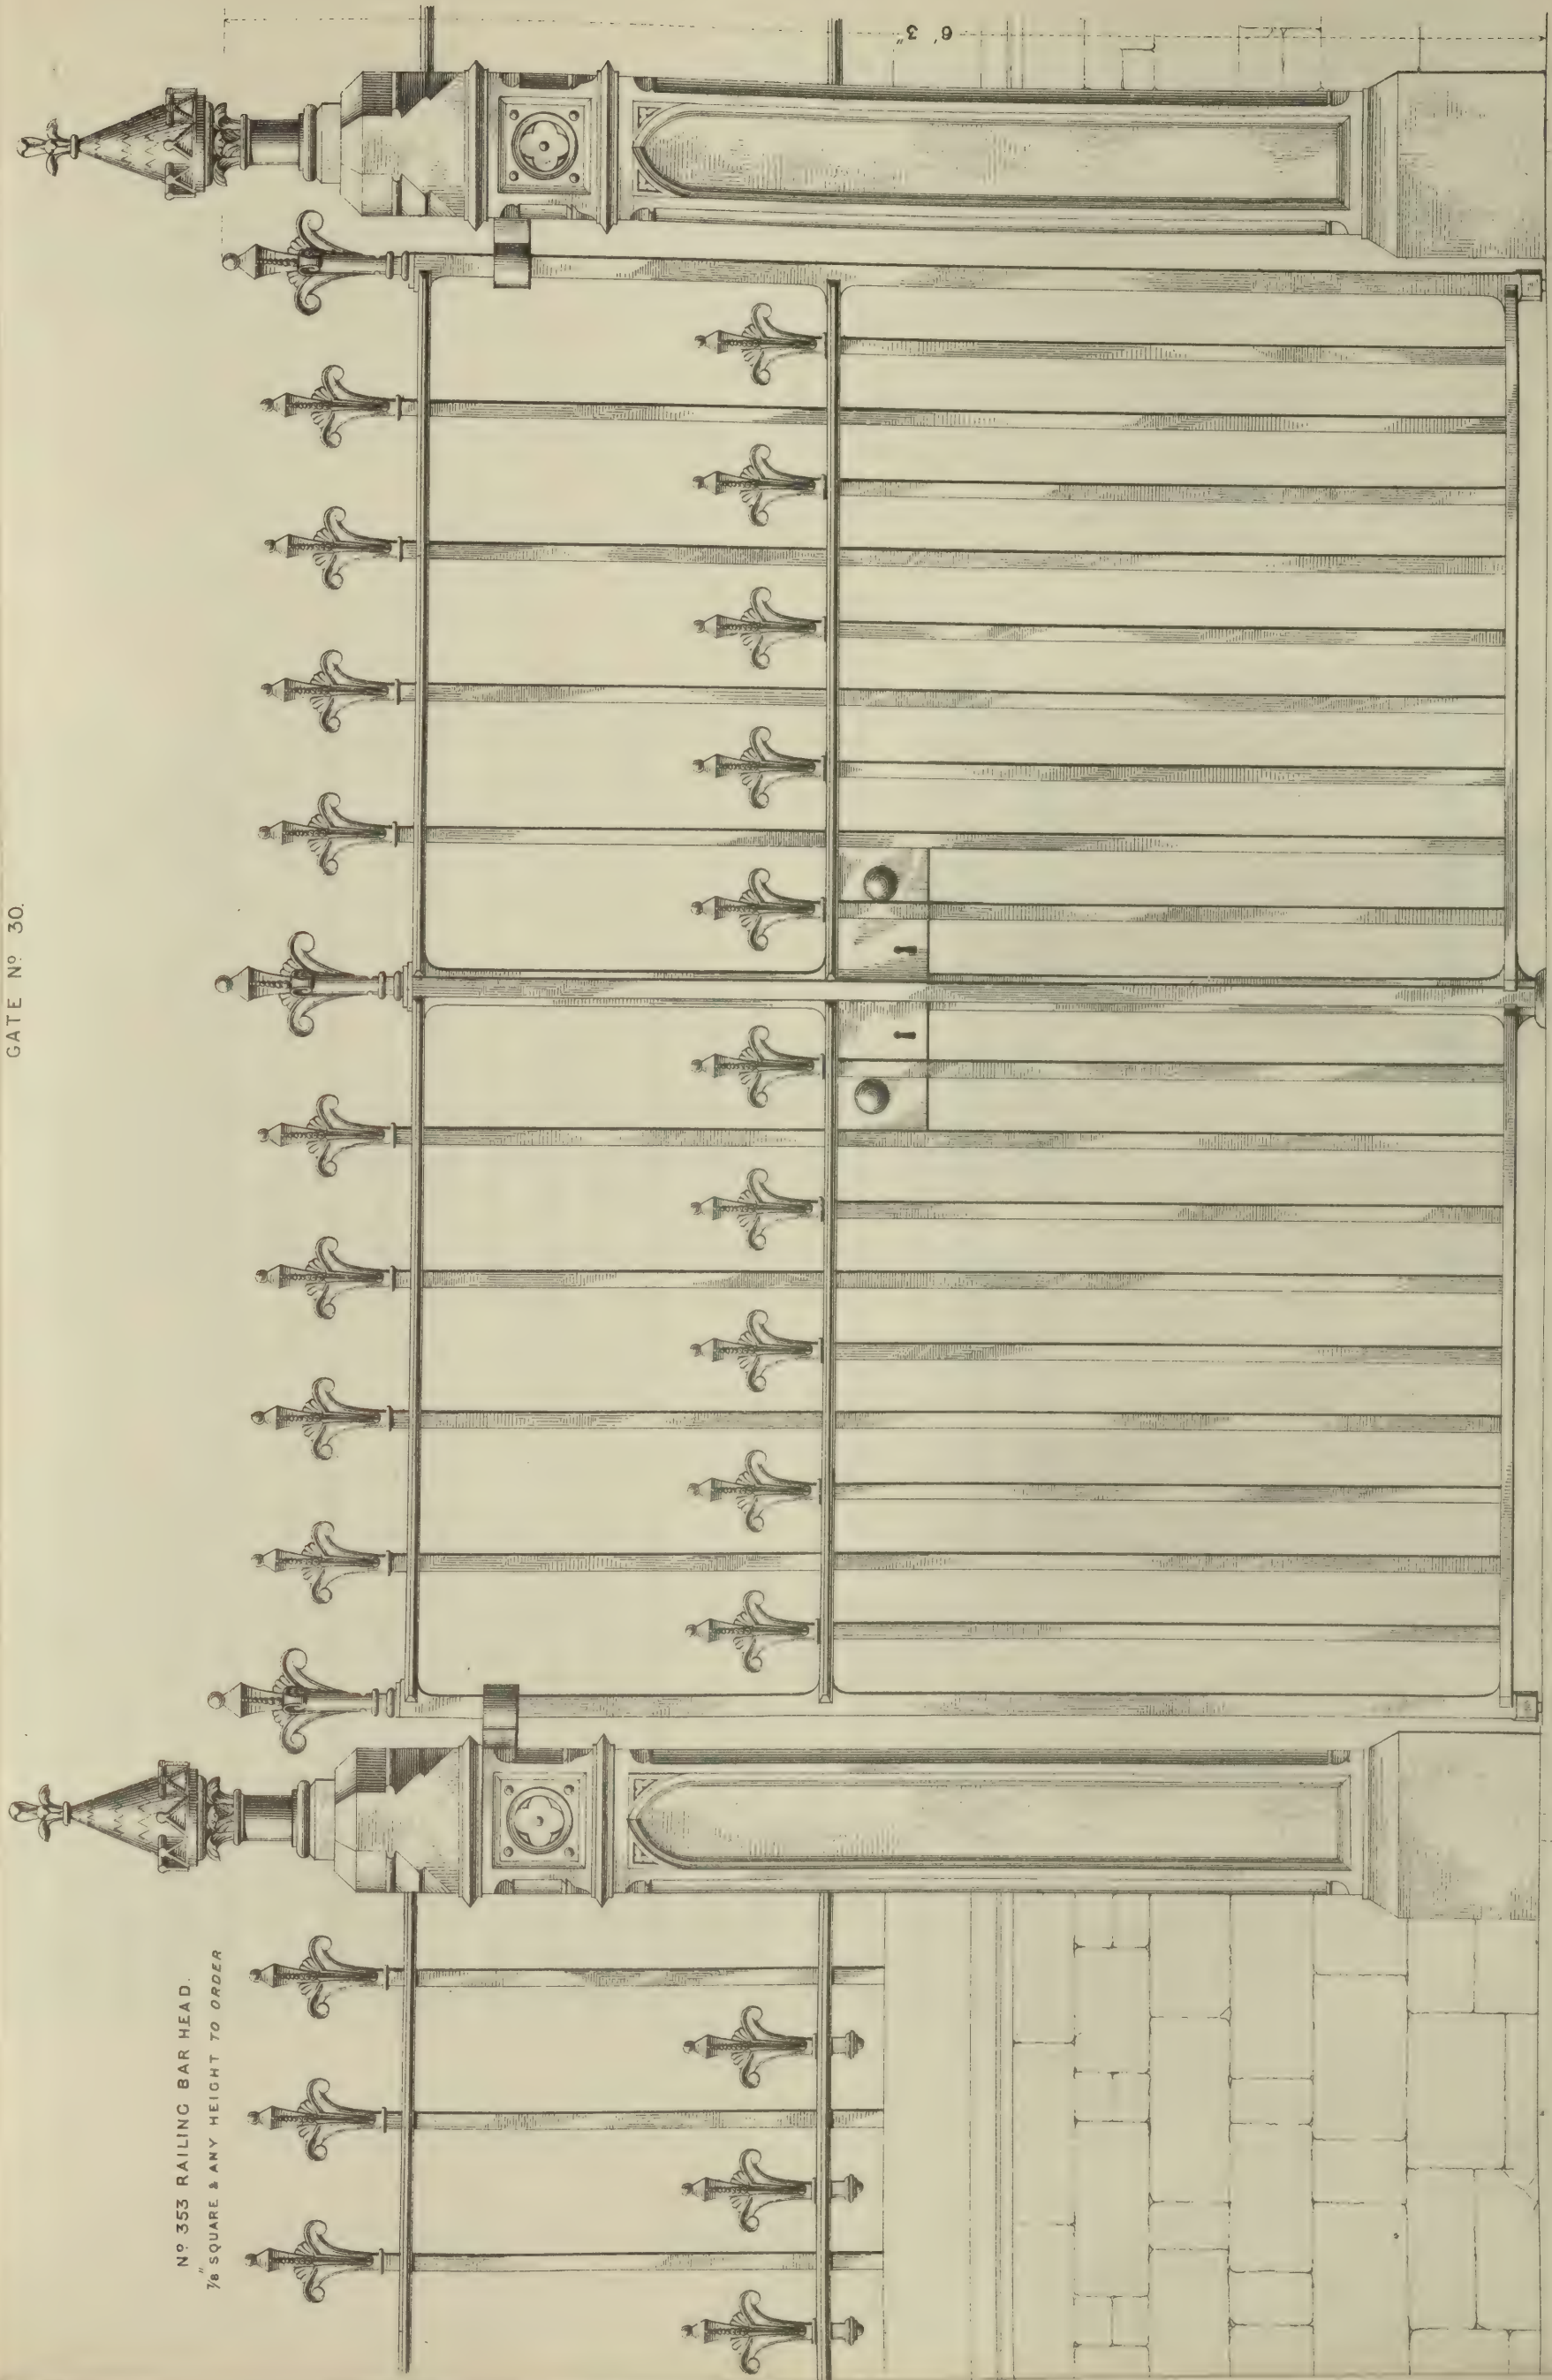 GATE Nº 30.
Nº 353 RAILING BAR HEAD.
⅞" SQUARE & ANY HEIGHT TO ORDER
6' 3"